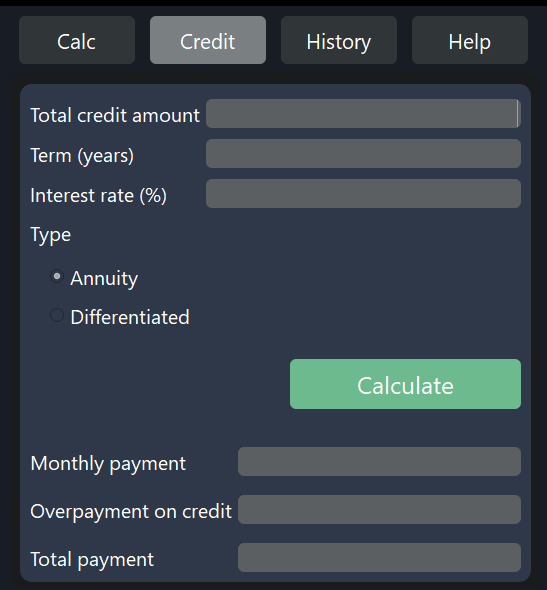 Calc Credit History Help
Total credit amount
Term (years)
Interest rate (%)
Type
Annuity
Differentiated
Calculate
Monthly payment
Overpayment on credit
Total payment